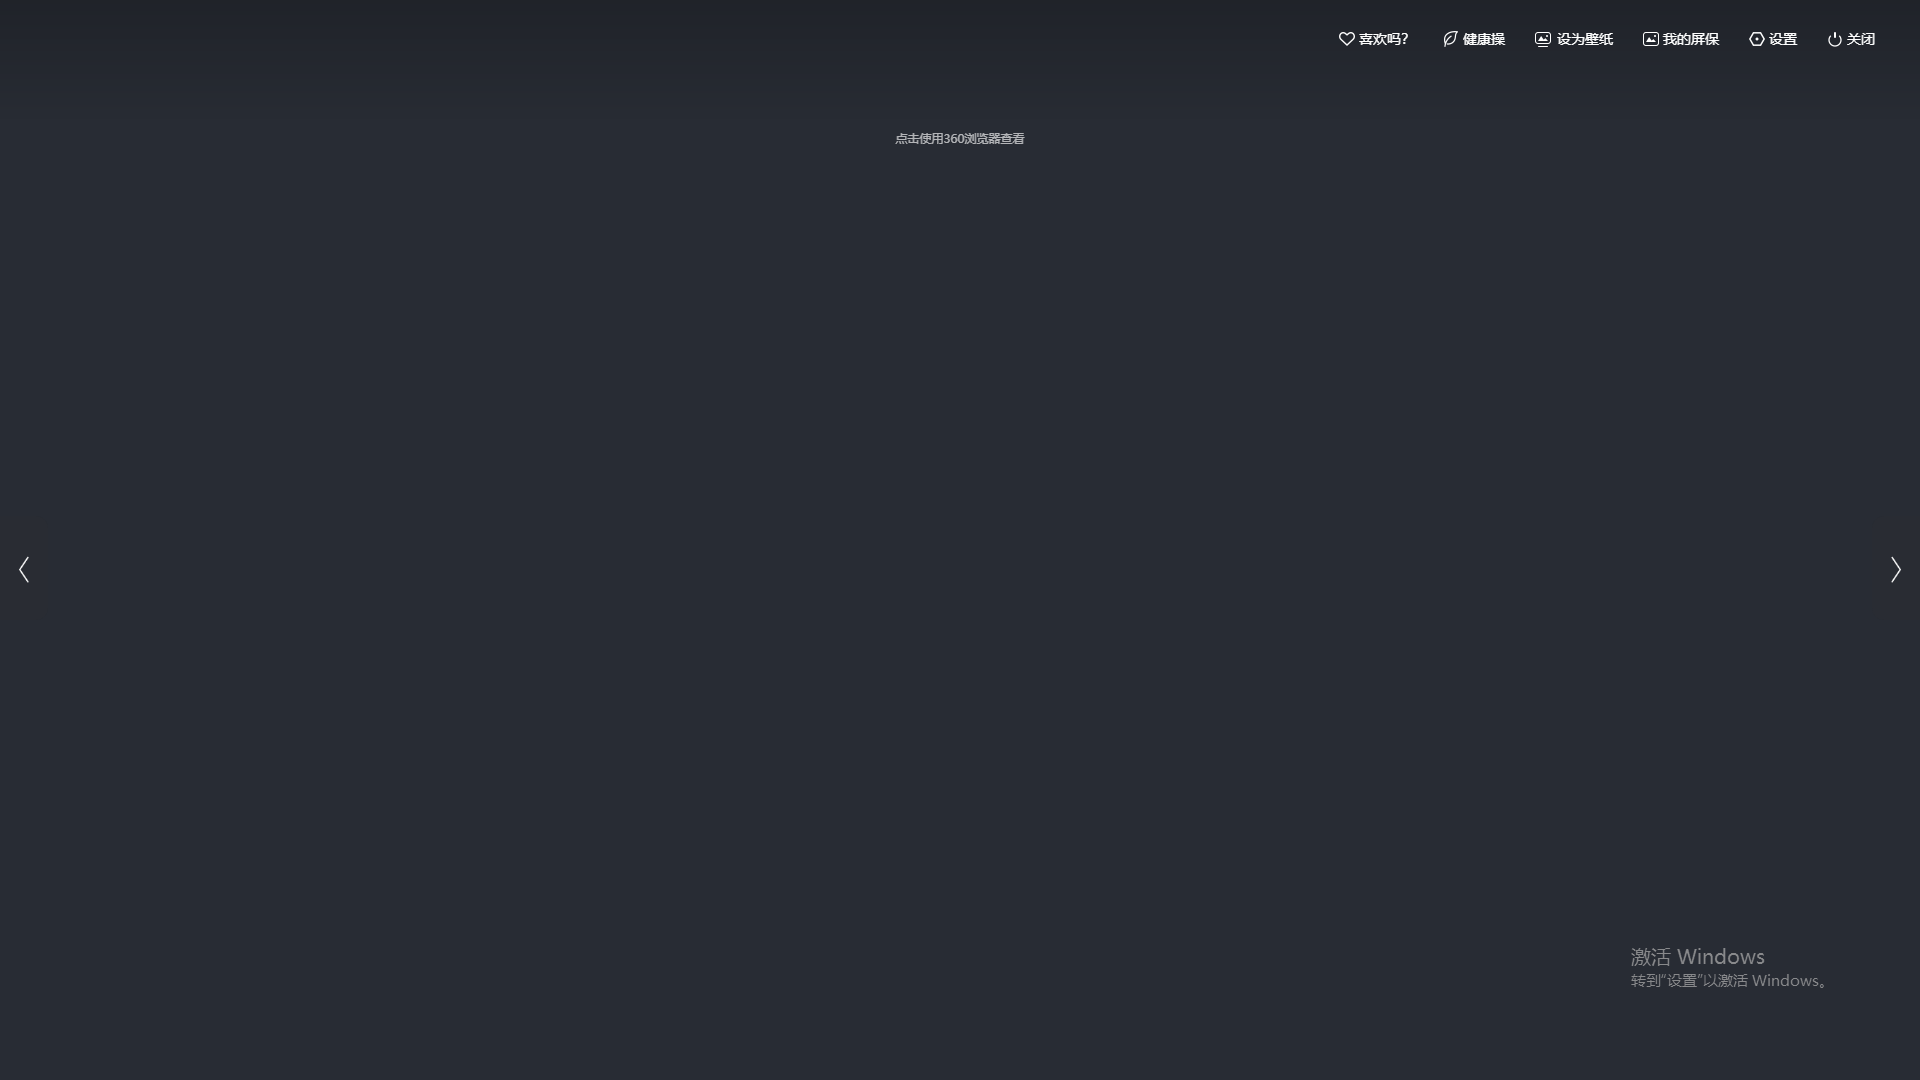 喜欢吗?
健康操
设为壁纸
我的屏保
设置
关闭
点击使用360浏览器查看
激活 Windows
转到“设置”以激活 Windows。